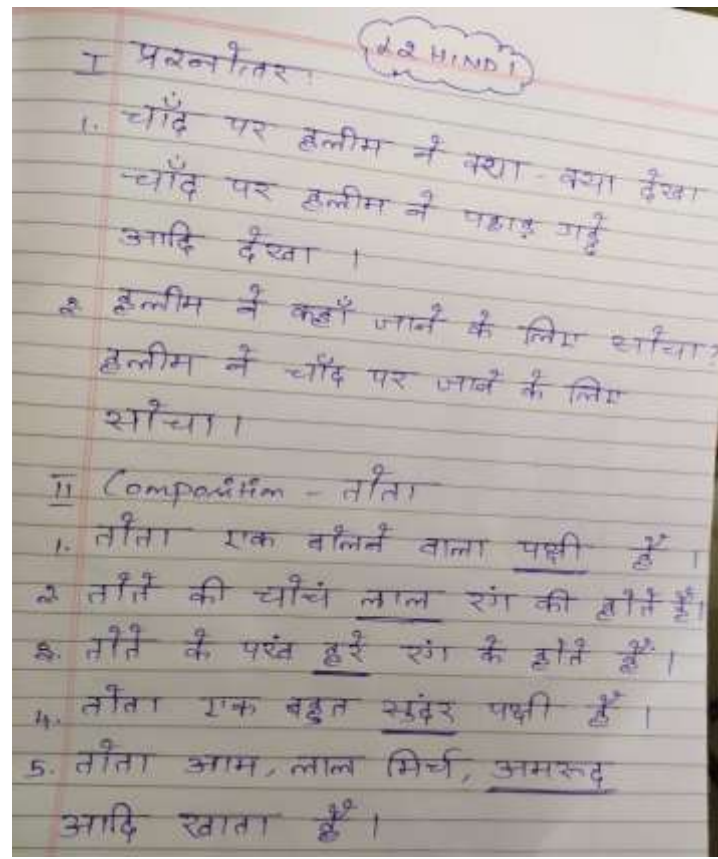 L2 HINDI
I प्रश्नोत्तर।
1. चाँद पर हलीम ने क्या-क्या देखा
चाँद पर हलीम ने पहाड़ गड्ढे
आदि देखा ।
2. हलीम ने कहाँ जाने के लिए सोचा?
हलीम ने चाँद पर जाने के लिए
सोचा।
II Composition - तोता
1. तोता एक बोलने वाला पक्षी है ।
2. तोते की चोचं लाल रंग की होते हैं।
3. तोते के परंव हरे रंग के होते हैं ।
4. तोता एक बहुत सुंदर पक्षी है ।
5. तोता आम, लाल मिर्च, अमरुद
आदि खाता है ।